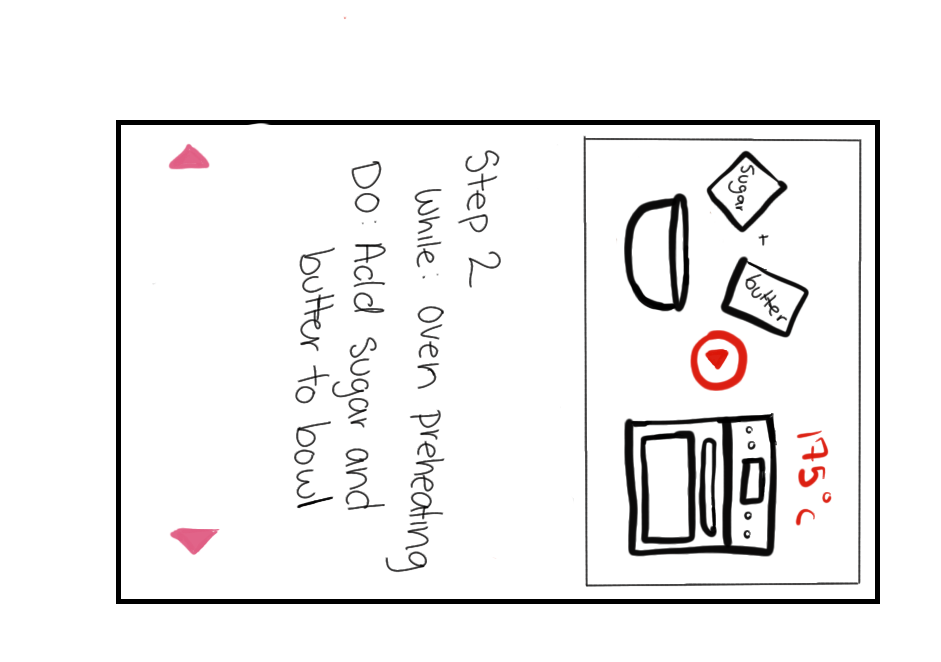 175°C
Sugar
+
butter
Step 2
While: oven preheating
Do: Add Sugar and
butter to bowl